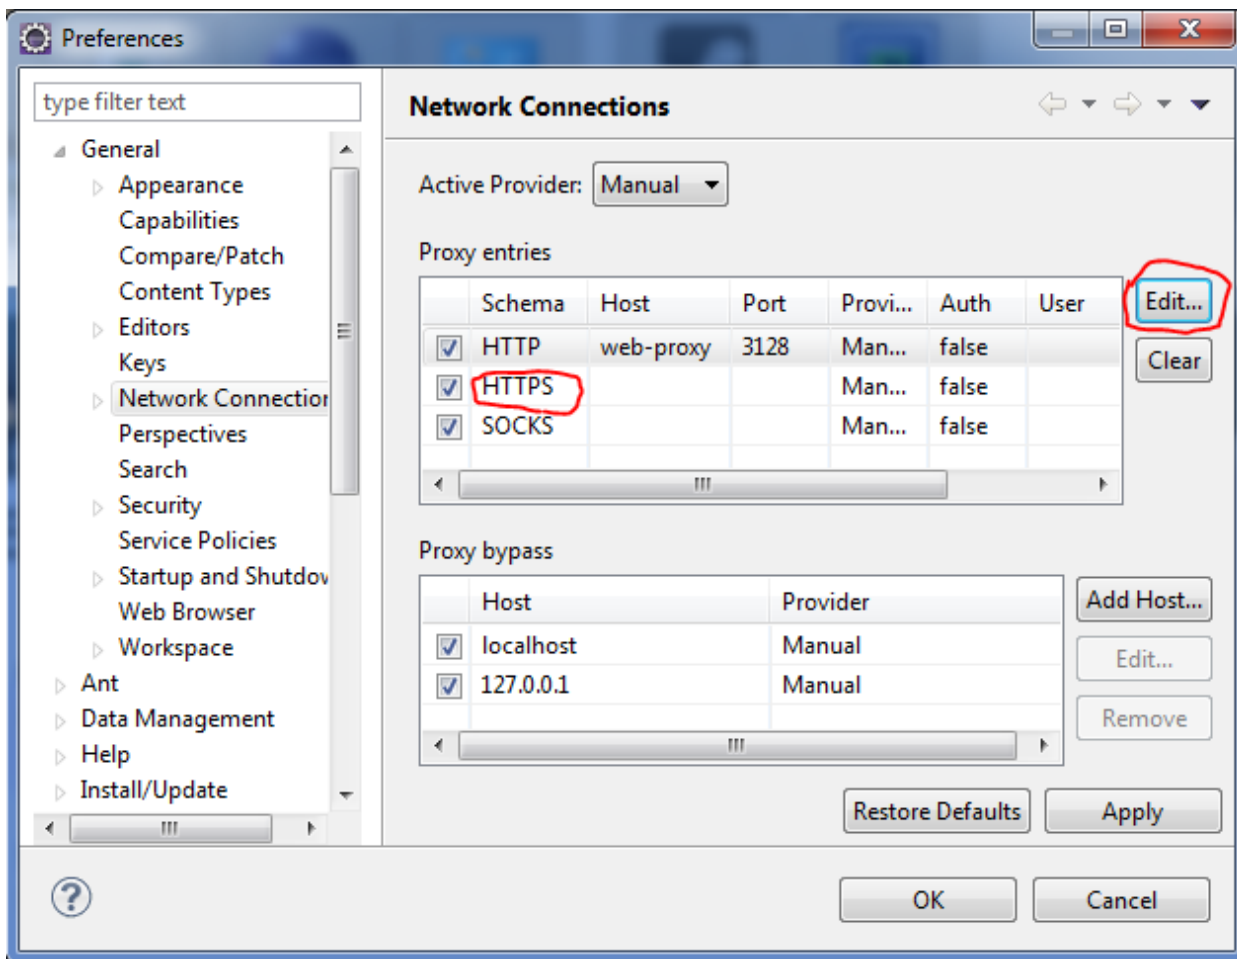 Preferences
type filter text
General
Appearance
Capabilities
Compare/Patch
Content Types
Editors
Keys
Network Connection
Perspectives
Search
Security
Service Policies
Startup and Shutdov
Web Browser
Workspace
Ant
Data Management
Help
Install/Update
Network Connections
Active Provider: Manual
Proxy entries
Schema Host Port Provi... Auth User
HTTP web-proxy 3128 Man... false
HTTPS Man... false
SOCKS Man... false
Edit...
Clear
Proxy bypass
Host Provider
localhost Manual
127.0.0.1 Manual
Add Host...
Edit...
Remove
Restore Defaults Apply
? OK Cancel